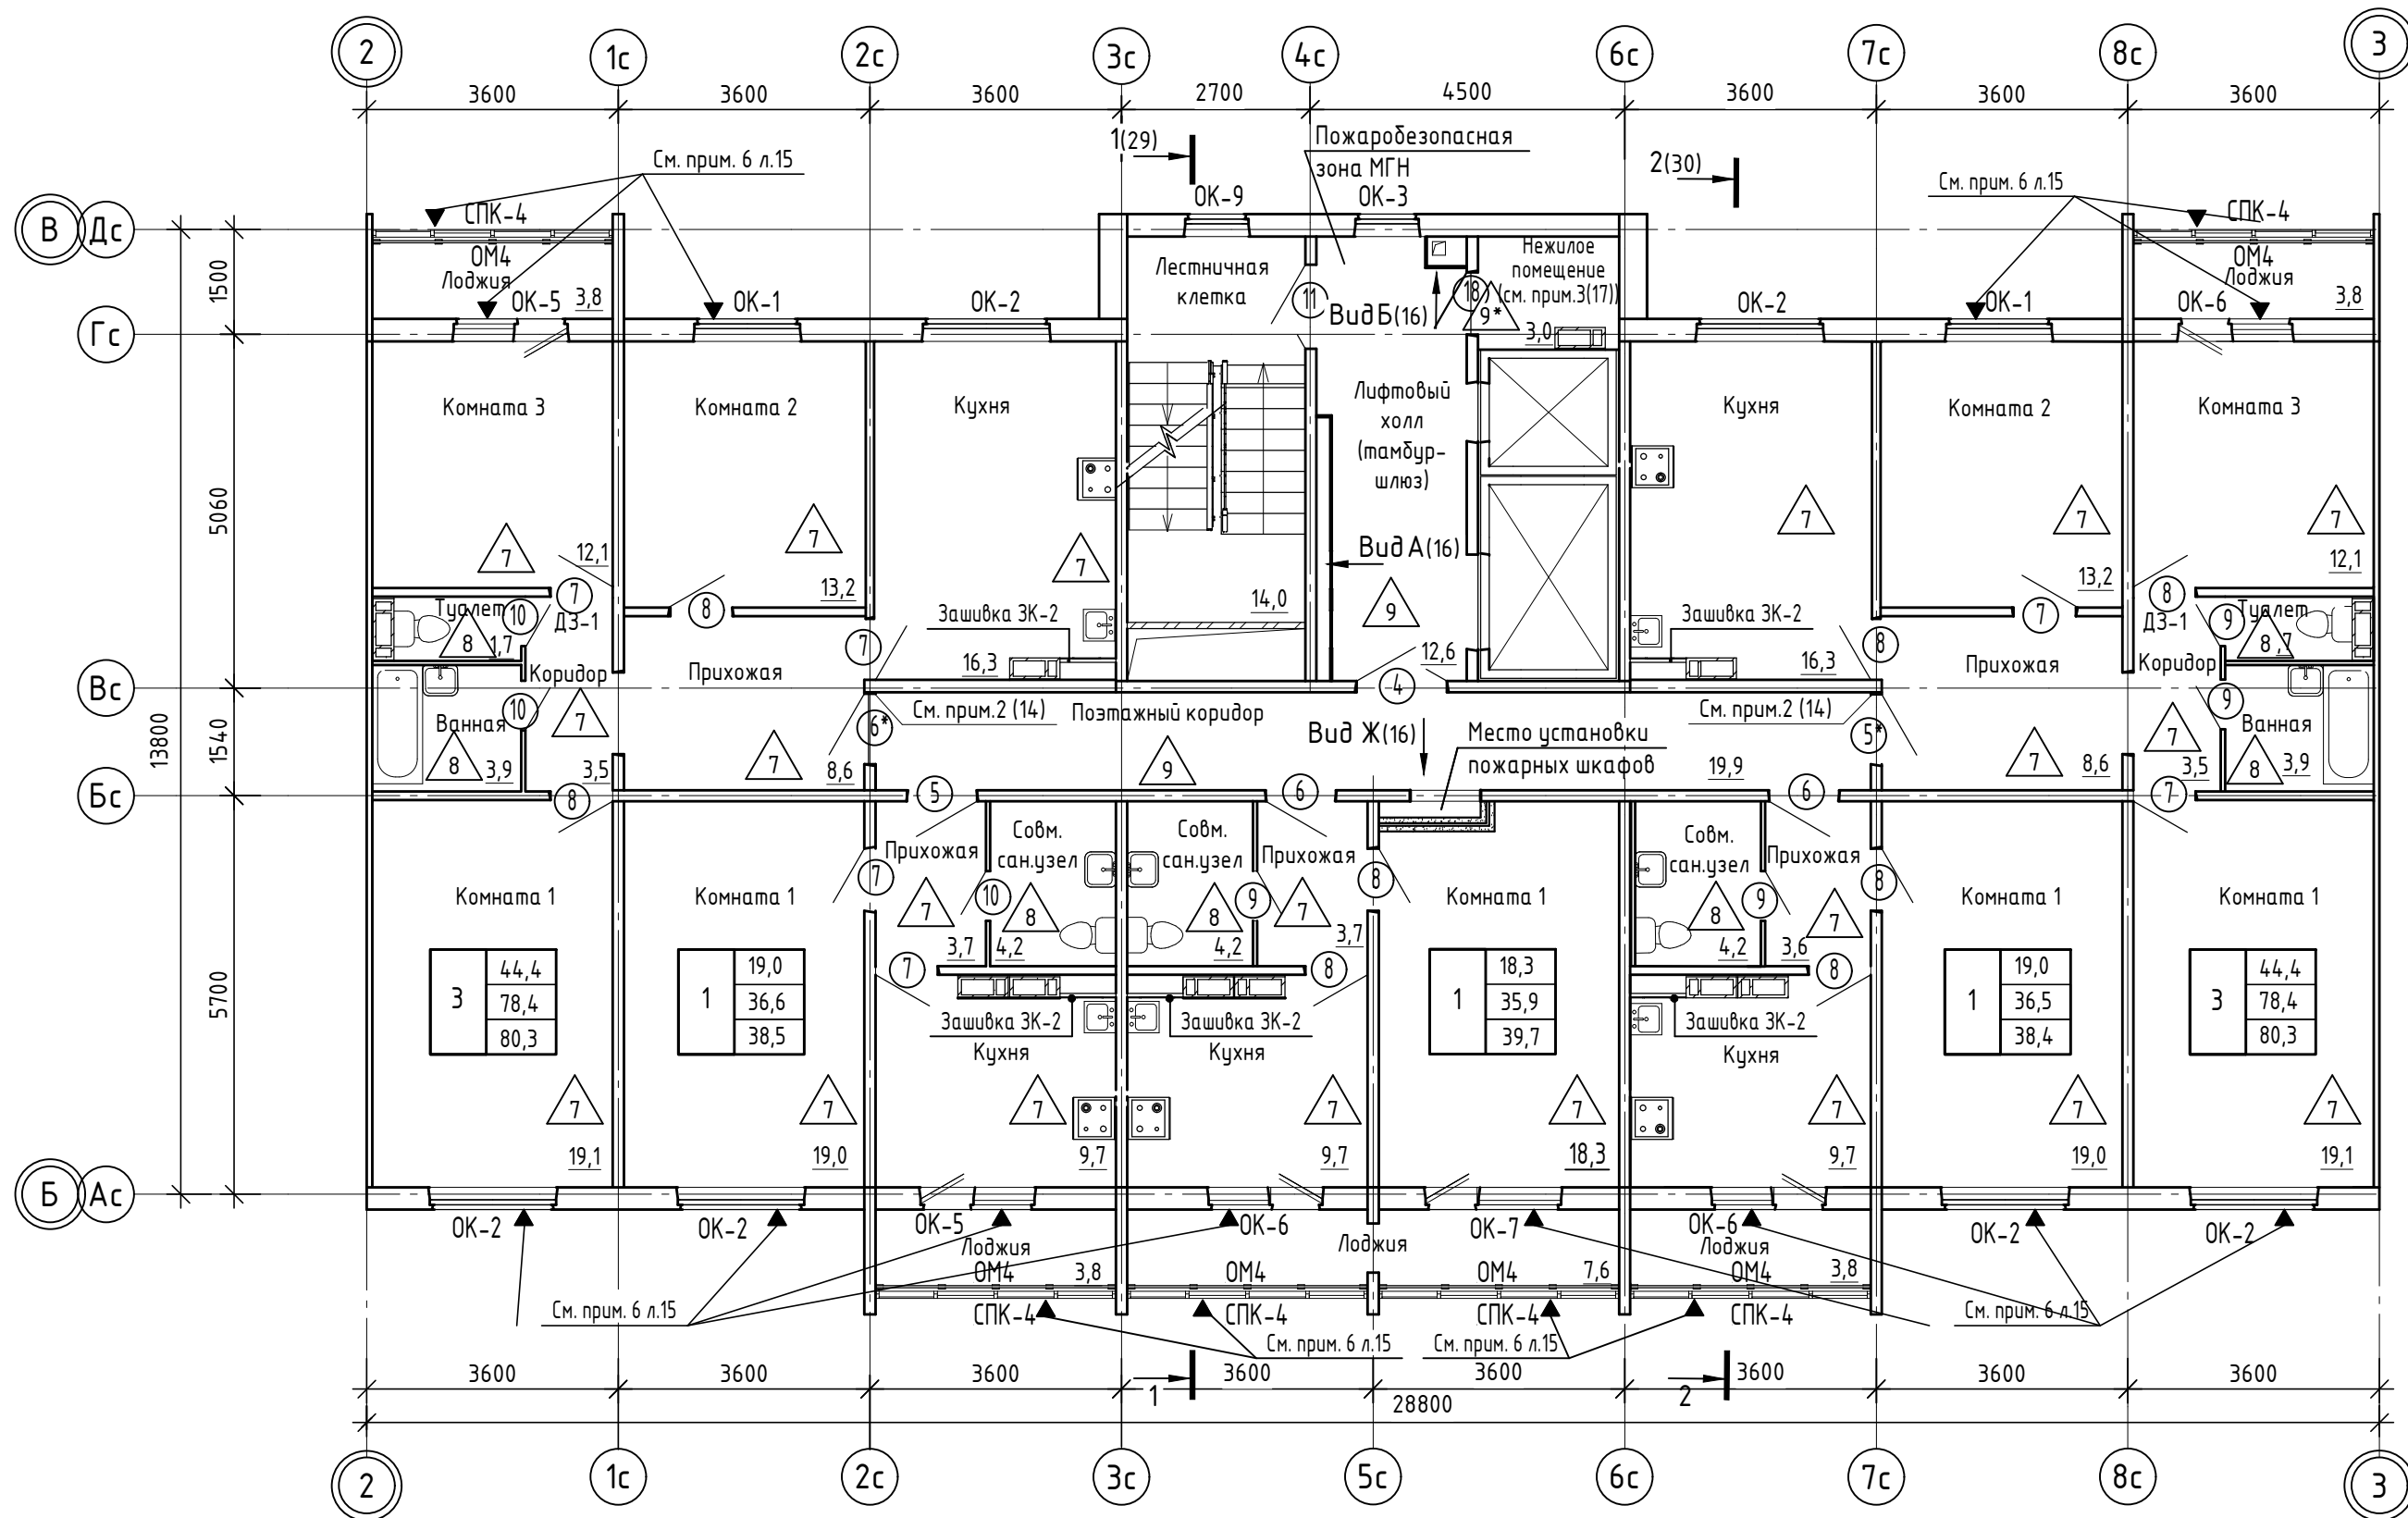 2 1с 2с 3с 4с 6с 7с 8с 3
3600 3600 3600 2700 4500 3600 3600 3600
1(29)
Пожаробезопасная
зона МГН
2(30)
См. прим. 6 л.15
См. прим. 6 л.15
ОК-9 ОК-3
В Дс
СПК-4
СПК-4
ОМ4
Лоджия
3,8
ОМ4
Лоджия
3,8
Лестничная
клетка
Нежилое
помещение
(см. прим.3(17))
3,0
1500
ОК-5 ОК-1 ОК-2
11
Вид Б(16)
18
9*
ОК-2 ОК-1 ОК-6
Гс
5060
Комната 3 Комната 2 Кухня
Лифтовый
холл
(тамбур-
шлюз)
Кухня Комната 2 Комната 3
7 7 7
Вид А(16)
7 7 7
12,1 13,2
13,2 12,1
14,0
9
Туалет
10
7
ДЗ-1
8
8
1,7
7
Зашивка ЗК-2
16,3
12,6
4
Зашивка ЗК-2
16,3
8
7
8
ДЗ-1
9
Туалет
8
,7
Коридор
Прихожая
Прихожая
Коридор
Вс
13800
1540
Ванная
10
7
8
3,9
3,5
7
8,6
6*
См. прим.2 (14)
Поэтажный коридор
9
Вид Ж(16)
Место установки
пожарных шкафов
См. прим.2 (14)
19,9
5*
7
8,6
7
3,5
9
Ванная
8
3,9
Бс
8 5 6 6 7
5700
Прихожая
Совм.
сан.узел
Совм.
сан.узел
Прихожая
Совм.
сан.узел
Прихожая
7 8 8
Комната 1 Комната 1
10 9
Комната 1
9
Комната 1 Комната 1
7 8 8 7 8 7
3,7 4,2 4,2 3,7 4,2 3,6
7 8 8
3
44,4
78,4
80,3
1
19,0
36,6
38,5
1
18,3
35,9
39,7
1
19,0
36,5
38,4
3
44,4
78,4
80,3
Зашивка ЗК-2
Кухня
Зашивка ЗК-2
Кухня
Зашивка ЗК-2
Кухня
7 7 7 7 7 7 7 7
19,1 19,0 9,7 9,7 18,3 9,7 19,0 19,1
Б Ас
ОК-2 ОК-2 ОК-5 ОК-6 ОК-7 ОК-6 ОК-2 ОК-2
Лоджия Лоджия Лоджия
ОМ4 3,8 ОМ4 ОМ4 7,6 ОМ4 3,8
См. прим. 6 л.15
СПК-4 СПК-4 СПК-4 СПК-4
См. прим. 6 л.15
См. прим. 6 л.15
См. прим. 6 л.15
3600 3600 3600 3600 3600 3600 3600 3600
1 2
28800
2 1с 2с 3с 5с 6с 7с 8с 3